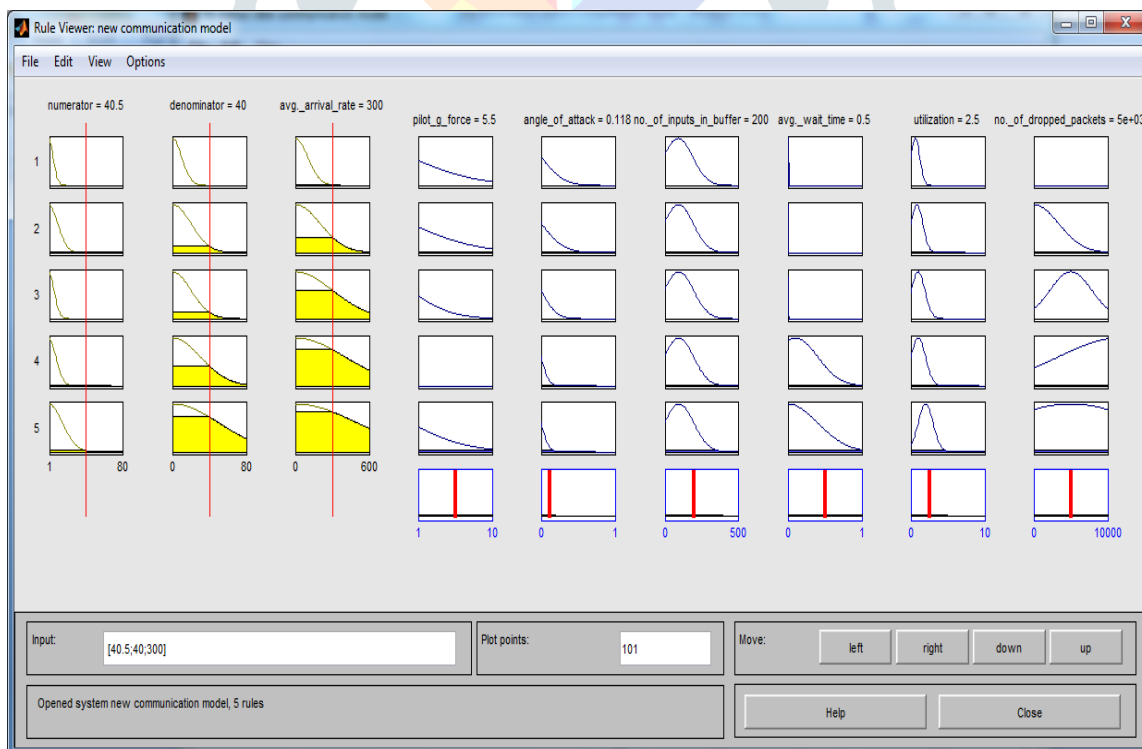 Rule Viewer: new communication model
File Edit View Options
numerator = 40.5 denominator = 40 avg._arrival_rate = 300
pilot_g_force = 5.5 angle_of_attack = 0.118 no._of_inputs_in_buffer = 200 avg._wait_time = 0.5 utilization = 2.5 no._of_dropped_packets = 5e+03
1
2
3
4
5
1 80 0 80 0 600
1 10 0 1 0 500 0 1 0 10 0 10000
Input: [40.5;40;300] Plot points: 101 Move: left right down up
Opened system new communication model, 5 rules Help Close